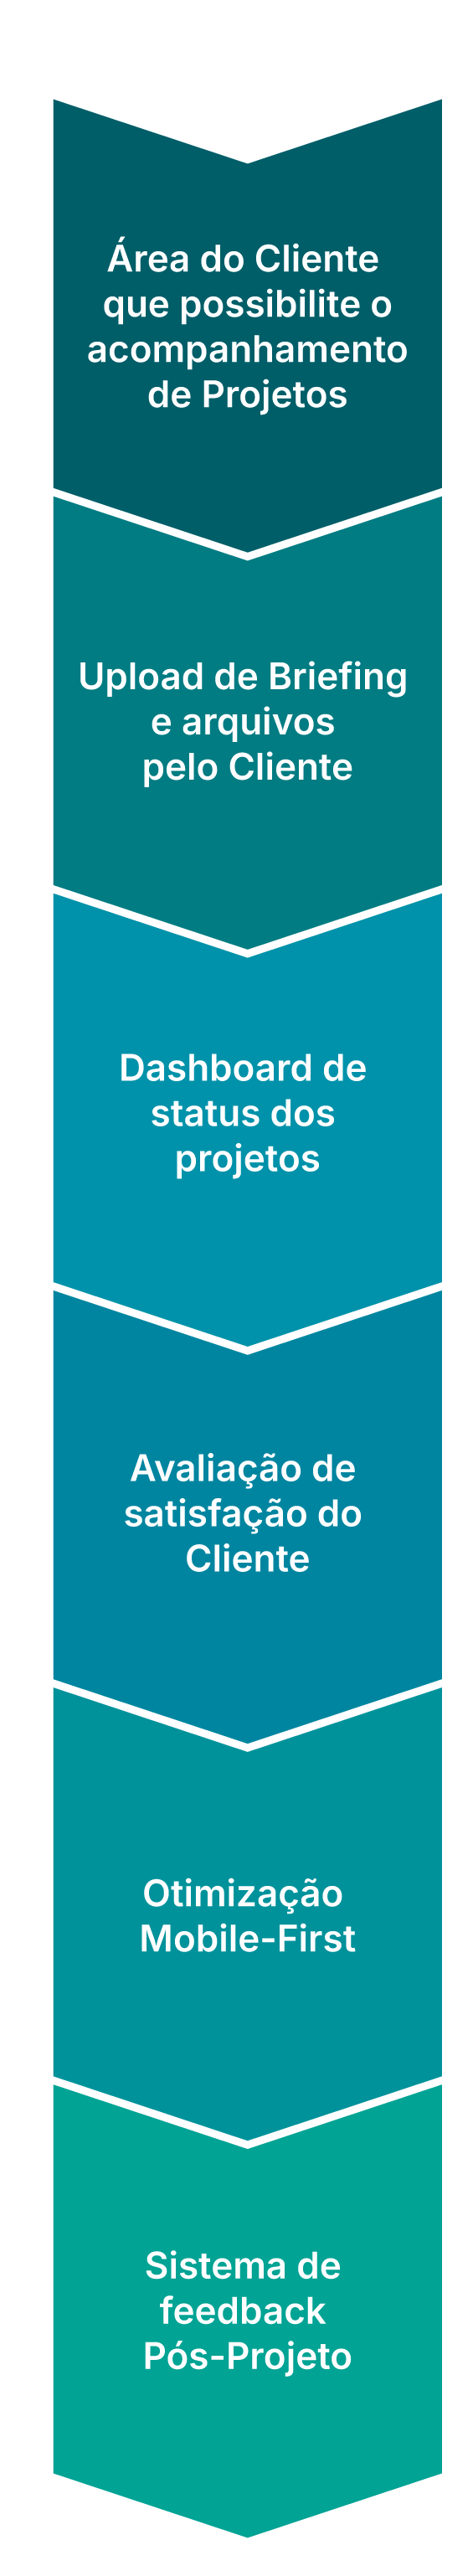 Área do Cliente
que possibilite o
acompanhamento
de Projetos
Upload de Briefing
e arquivos
pelo Cliente
Dashboard de
status dos
projetos
Avaliação de
satisfação do
Cliente
Otimização
Mobile-First
Sistema de
feedback
Pós-Projeto